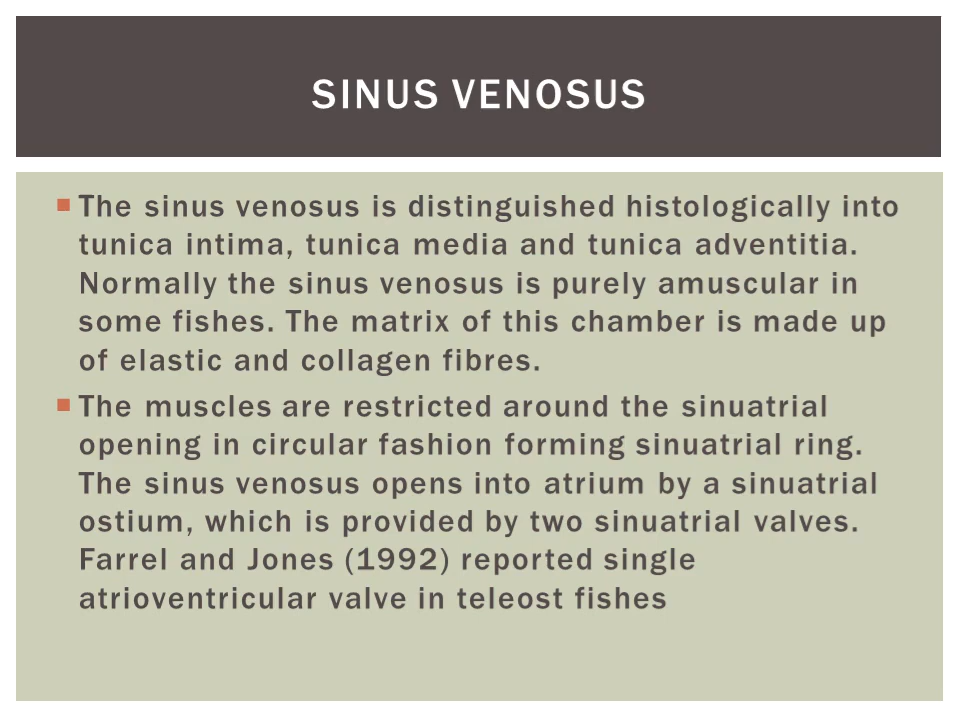 SINUS VENOSUS
The sinus venosus is distinguished histologically into
tunica intima, tunica media and tunica adventitia.
Normally the sinus venosus is purely amuscular in
some fishes. The matrix of this chamber is made up
of elastic and collagen fibres.
The muscles are restricted around the sinuatrial
opening in circular fashion forming sinuatrial ring.
The sinus venosus opens into atrium by a sinuatrial
ostium, which is provided by two sinuatrial valves.
Farrel and Jones (1992) reported single
atrioventricular valve in teleost fishes